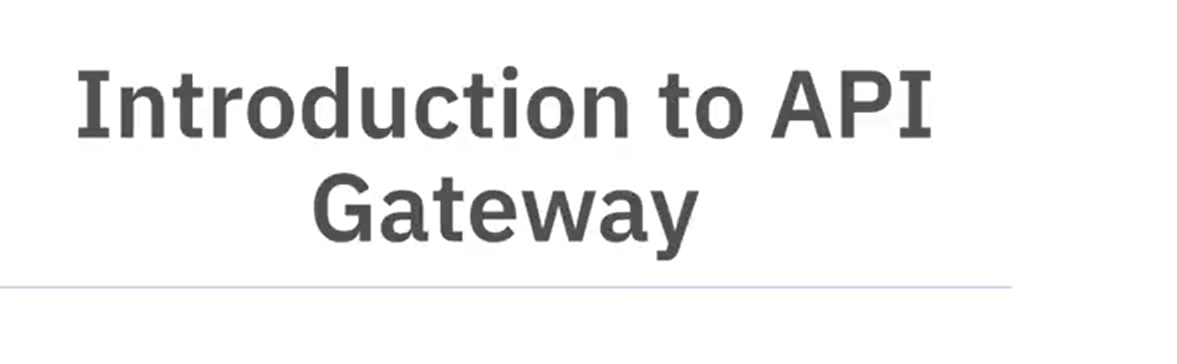 Introduction to API
Gateway